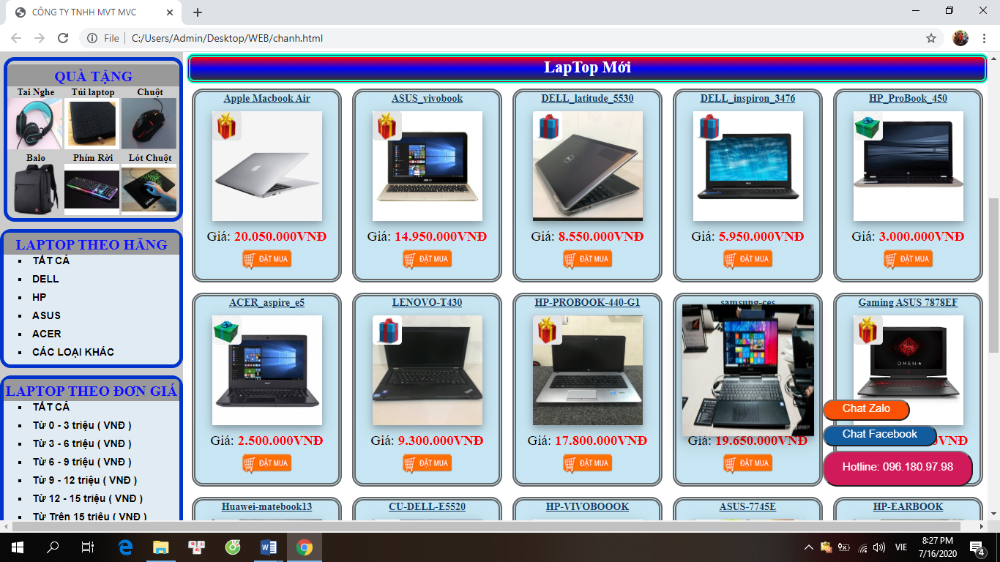 CÔNG TY TNHH MVT MVC
File
C:/Users/Admin/Desktop/WEB/chanh.html
QUÀ TẶNG
Tai Nghe Túi laptop Chuột
Balo Phím Rời Lót Chuột
LAPTOP THEO HÃNG
TẤT CẢ
DELL
HP
ASUS
ACER
CÁC LOẠI KHÁC
LAPTOP THEO ĐƠN GIÁ
TẤT CẢ
Từ 0 - 3 triệu ( VNĐ )
Từ 3 - 6 triệu ( VNĐ )
Từ 6 - 9 triệu ( VNĐ )
Từ 9 - 12 triệu ( VNĐ )
Từ 12 - 15 triệu ( VNĐ )
Từ Trên 15 triệu ( VNĐ )
LapTop Mới
Apple Macbook Air
Giá: 20.050.000VNĐ
ĐẶT MUA
ASUS_vivobook
Giá: 14.950.000VNĐ
ĐẶT MUA
DELL_latitude_5530
Giá: 8.550.000VNĐ
ĐẶT MUA
DELL_inspiron_3476
Giá: 5.950.000VNĐ
ĐẶT MUA
HP_ProBook_450
Giá: 3.000.000VNĐ
ĐẶT MUA
ACER_aspire_e5
Giá: 2.500.000VNĐ
ĐẶT MUA
LENOVO-T430
Giá: 9.300.000VNĐ
ĐẶT MUA
HP-PROBOOK-440-G1
Giá: 17.800.000VNĐ
ĐẶT MUA
samsung-ces
Giá: 19.650.000VNĐ
ĐẶT MUA
Gaming ASUS 7878EF
OMEN
VNĐ
Chat Zalo
Chat Facebook
Hotline: 096.180.97.98
Huawei-matebook13
CU-DELL-E5520
HP-VIVOBOOOK
ASUS-7745E
HP-EARBOOK
VIE
8:27 PM
7/16/2020
4